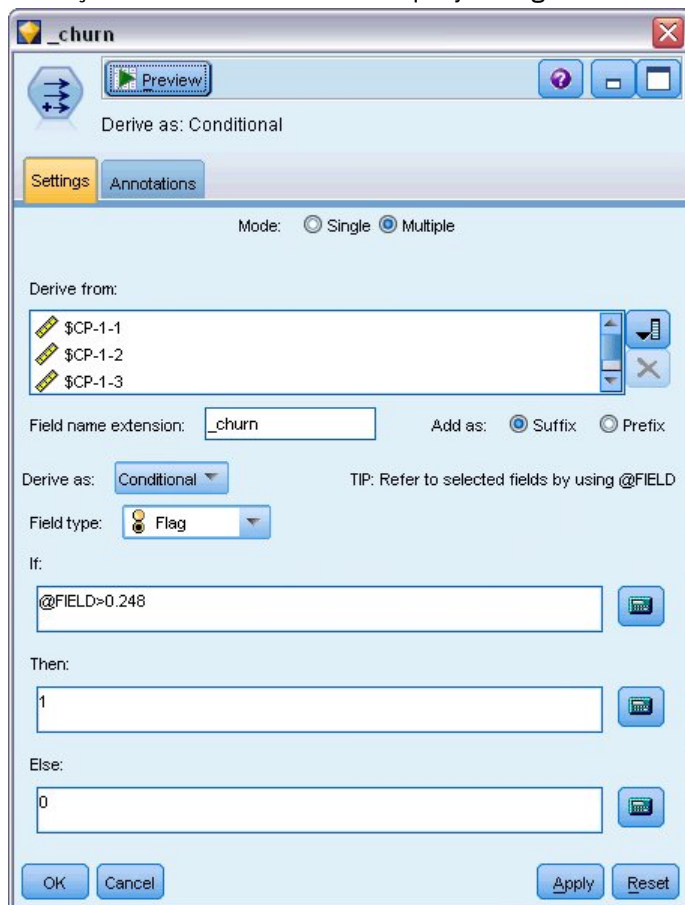 _churn
Preview
Derive as: Conditional
Settings Annotations
Mode: Single Multiple
Derive from:
$CP-1-1
$CP-1-2
$CP-1-3
Field name extension: _churn Add as: Suffix Prefix
Derive as: Conditional TIP: Refer to selected fields by using @FIELD
Field type: Flag
If:
@FIELD>0.248
Then:
1
Else:
0
OK Cancel Apply Reset